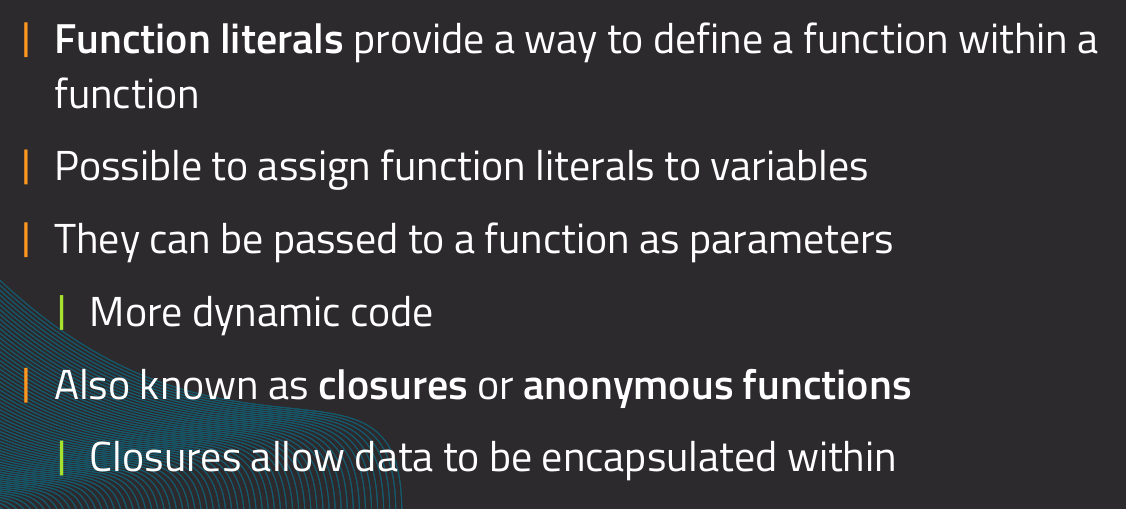 Function literals provide a way to define a function within a
function
Possible to assign function literals to variables
They can be passed to a function as parameters
More dynamic code
Also known as closures or anonymous functions
Closures allow data to be encapsulated within